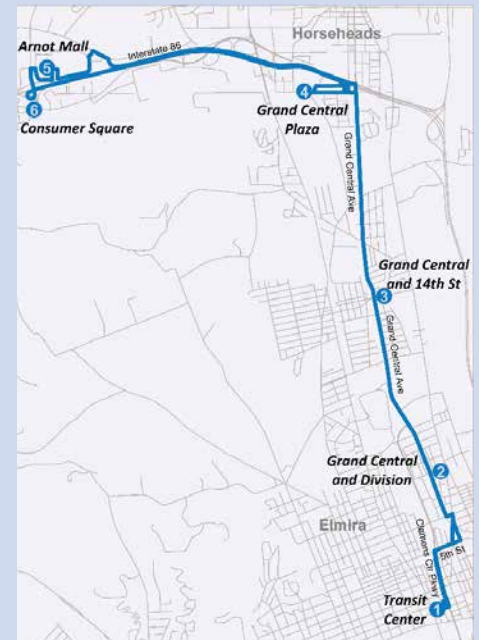 Horseheads
Arnot Mall
Interstate 86
5
6
Consumer Square
4
Grand Central
Plaza
Grand Central Ave
Grand Central
and 14th St
3
Grand Central Ave
Grand Central
and Division
2
Elmira
Clemens Ctr Pkwy
5th St
Transit
Center
1